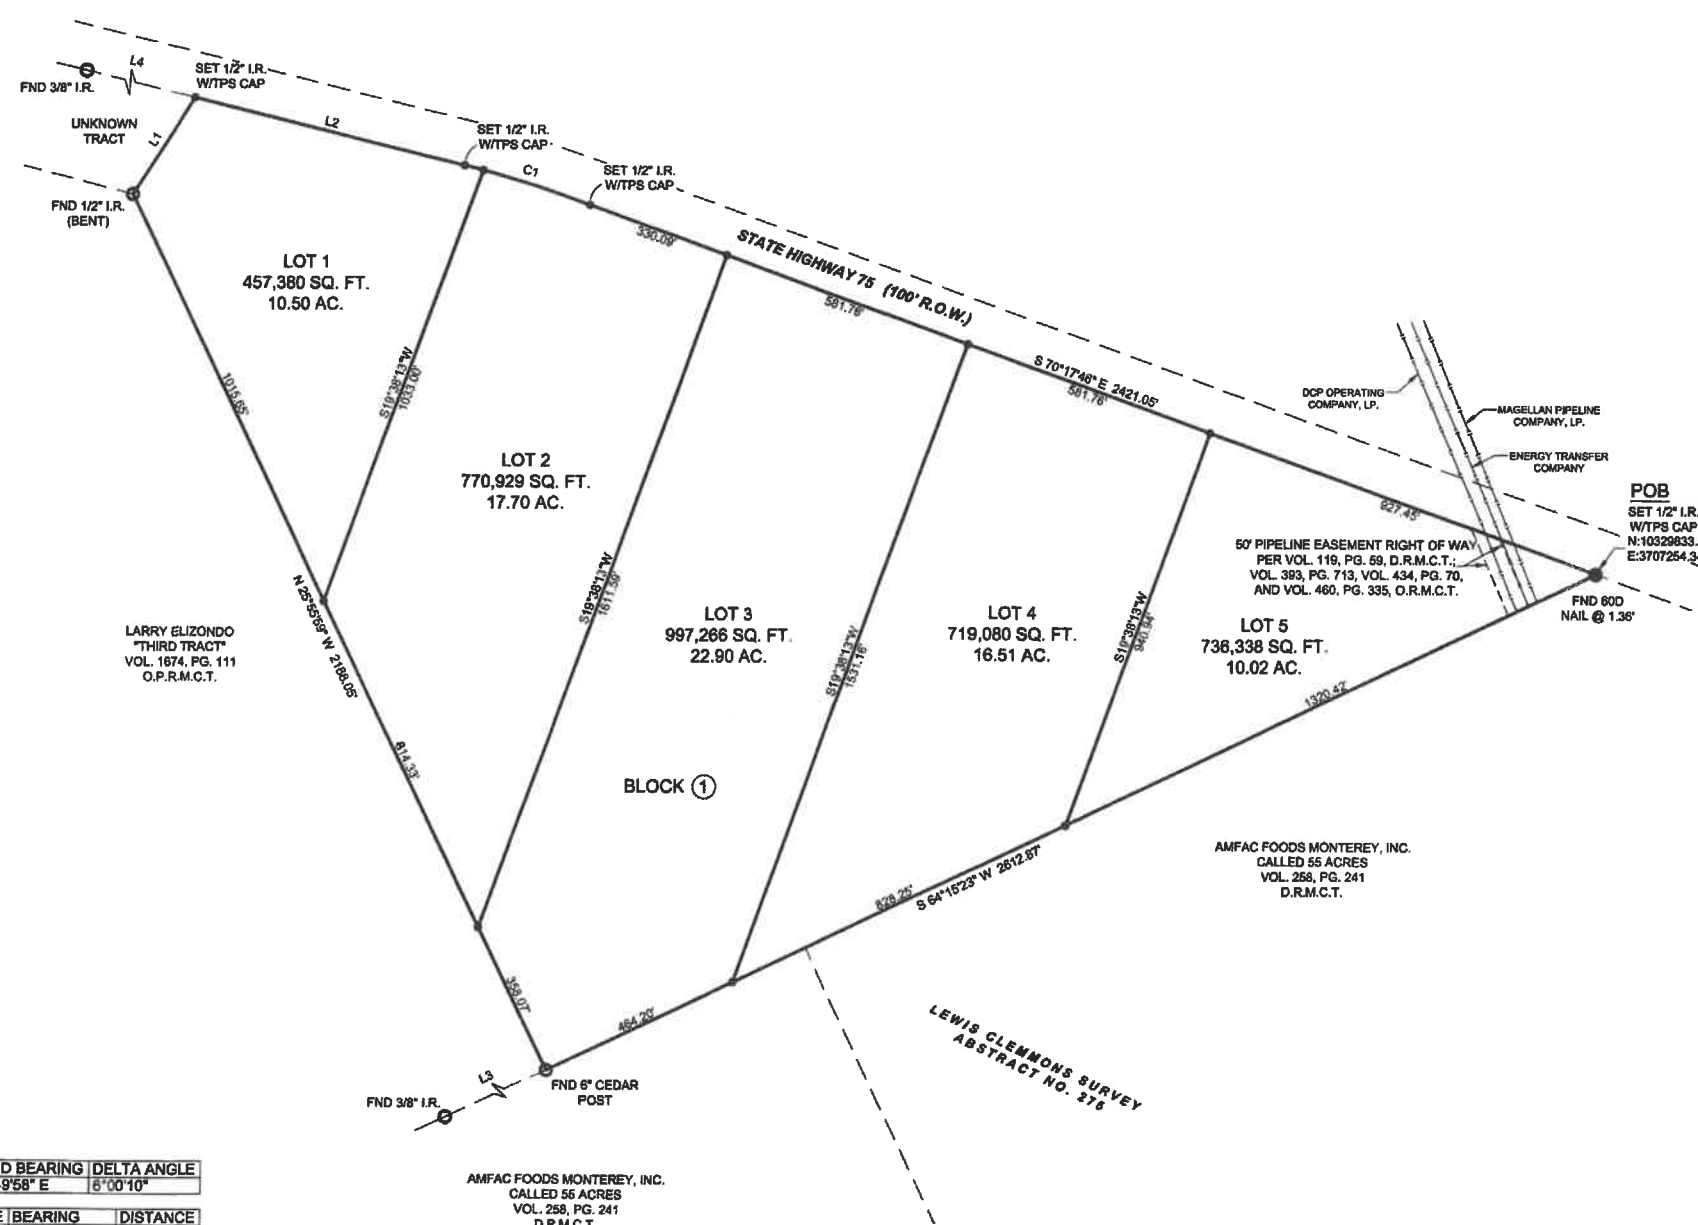 L4
SET 1/2" I.R.
W/TPS CAP
FND 3/8" I.R.
UNKNOWN
TRACT
L1
L2
SET 1/2" I.R.
W/TPS CAP
C1
SET 1/2" I.R.
W/TPS CAP
FND 1/2" I.R.
(BENT)
330.09'
STATE HIGHWAY 75 (100' R.O.W.)
LOT 1
457,380 SQ. FT.
10.50 AC.
581.76'
S 70°17'46" E 2421.05'
581.76'
1015.65'
S19°38'13"W
1033.00'
DCP OPERATING
COMPANY, LP.
MAGELLAN PIPELINE
COMPANY, LP.
ENERGY TRANSFER
COMPANY
LOT 2
770,929 SQ. FT.
17.70 AC.
927.45'
POB
SET 1/2" I.R.
W/TPS CAP
N:10329833.
E:3707254.34
50' PIPELINE EASEMENT RIGHT OF WAY
PER VOL. 119, PG. 59, D.R.M.C.T.;
VOL. 393, PG. 713, VOL. 434, PG. 70,
AND VOL. 460, PG. 335, O.R.M.C.T.
FND 60D
NAIL @ 1.36'
S19°38'13"W
1611.59'
N 25°55'59" W 2188.05'
LARRY ELIZONDO
"THIRD TRACT"
VOL. 1674, PG. 111
O.P.R.M.C.T.
LOT 3
997,266 SQ. FT.
22.90 AC.
S19°38'13"W
1531.16'
LOT 4
719,080 SQ. FT.
16.51 AC.
S19°38'13"W
940.94'
LOT 5
736,338 SQ. FT.
10.02 AC.
1320.42'
814.33'
BLOCK 1
AMFAC FOODS MONTEREY, INC.
CALLED 55 ACRES
VOL. 258, PG. 241
D.R.M.C.T.
828.25'
S 64°15'23" W 2612.87'
358.07'
464.20'
LEWIS CLEMMONS SURVEY
ABSTRACT NO. 276
L3
FND 3/8" I.R.
FND 6" CEDAR
POST
D BEARING DELTA ANGLE
9'58" E 6°00'10"
E BEARING DISTANCE
AMFAC FOODS MONTEREY, INC.
CALLED 55 ACRES
VOL. 258, PG. 241
D.R.M.C.T.